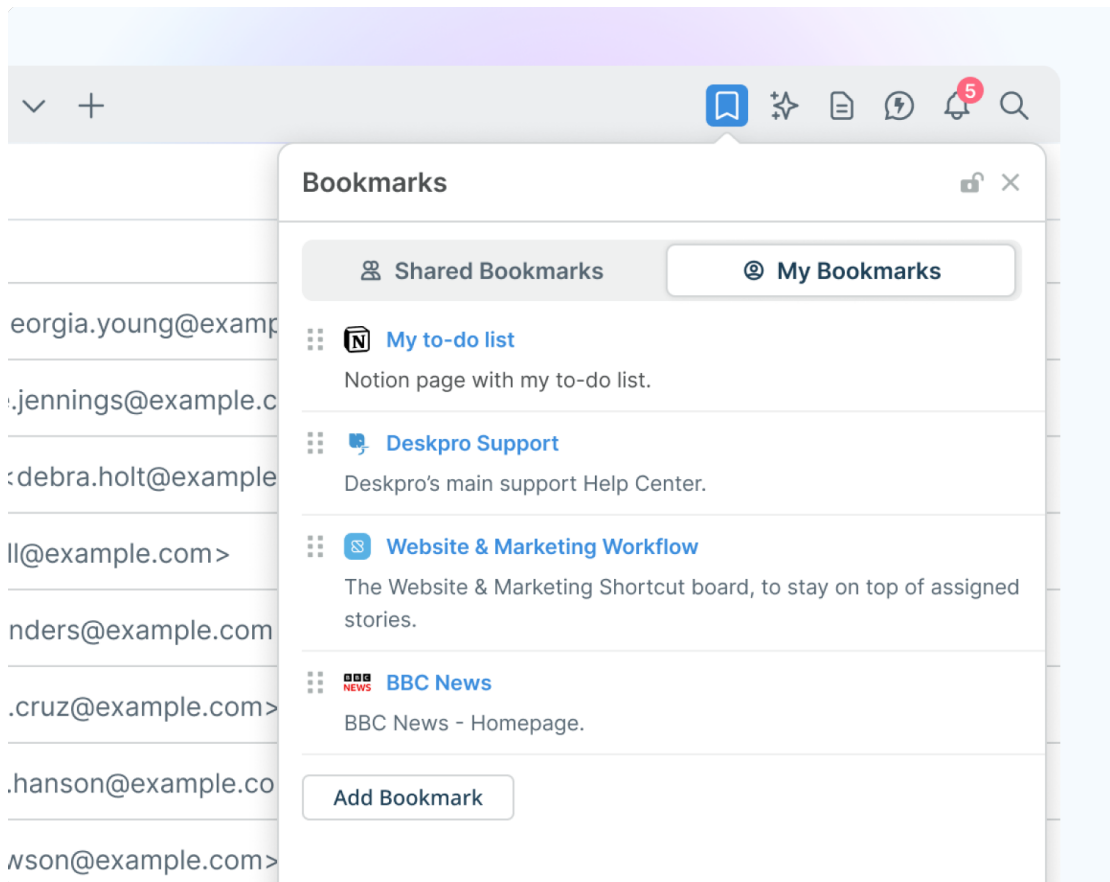 5
Bookmarks
Shared Bookmarks
My Bookmarks
My to-do list
Notion page with my to-do list.
Deskpro Support
Deskpro’s main support Help Center.
Website & Marketing Workflow
The Website & Marketing Shortcut board, to stay on top of assigned
stories.
BBC NEWS
BBC News
BBC News - Homepage.
Add Bookmark
eorgia.young@examp
.jennings@example.c
debra.holt@example
ll@example.com>
nders@example.com
.cruz@example.com>
.hanson@example.co
wson@example.com>